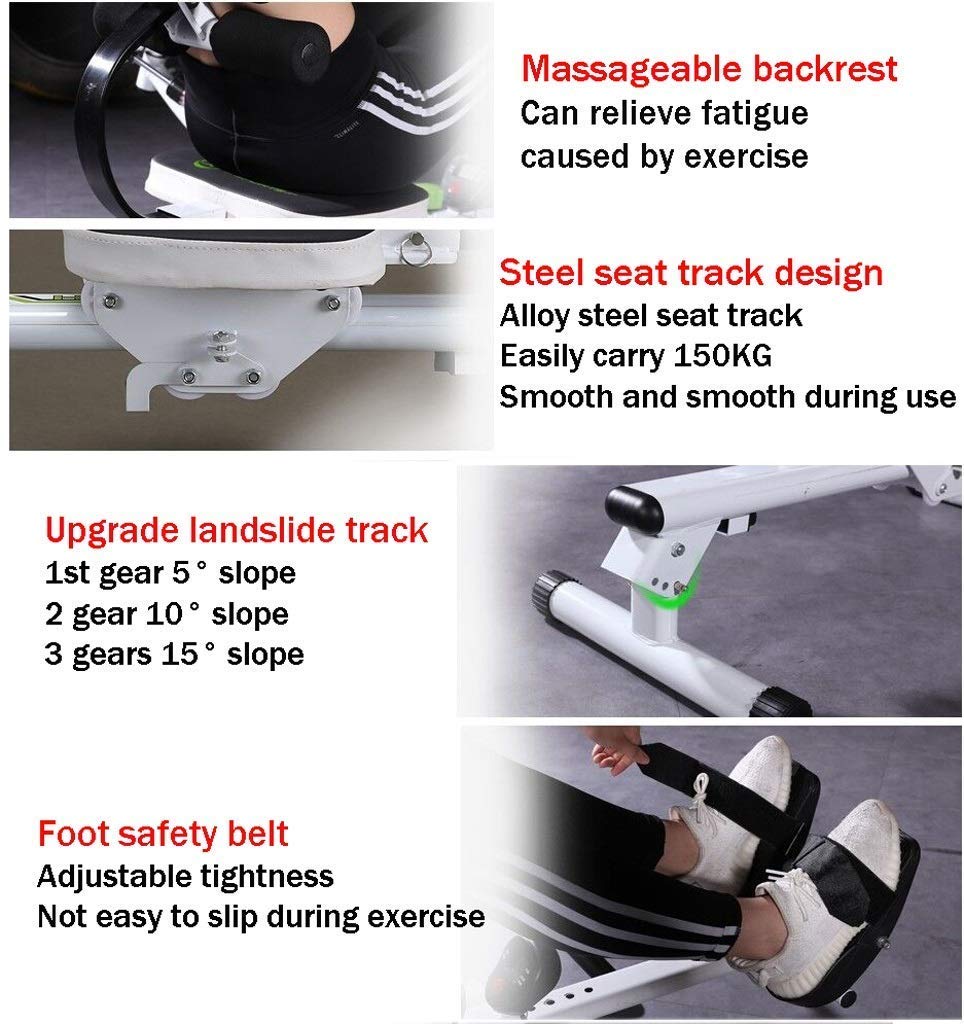 Massageable backrest
Can relieve fatigue
caused by exercise
Steel seat track design
Alloy steel seat track
Easily carry 150KG
Smooth and smooth during use
Upgrade landslide track
1st gear 5° slope
2 gear 10° slope
3 gears 15° slope
Foot safety belt
Adjustable tightness
Not easy to slip during exercise